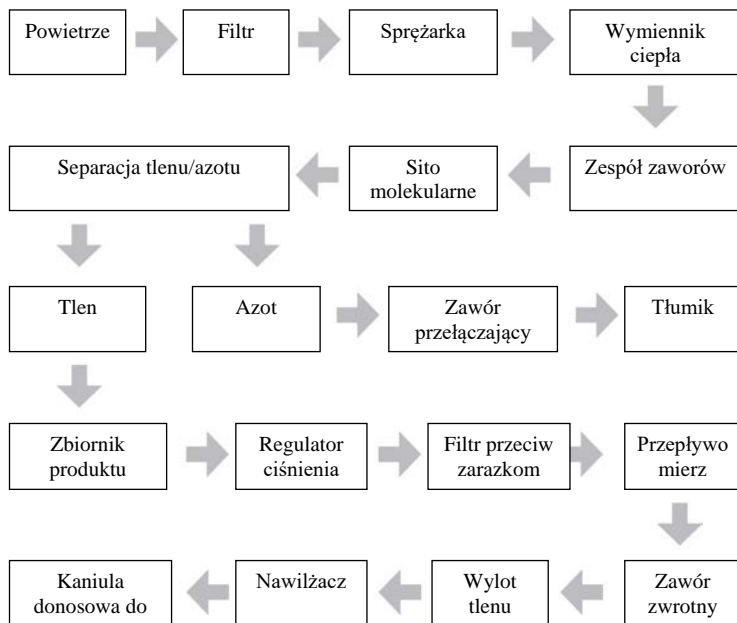 Powietrze
Filtr
Sprężarka
Wymiennik
ciepła
Zespół zaworów
Sito
molekularne
Separacja tlenu/azotu
Tlen
Azot
Zawór
przełączający
Tłumik
Zbiornik
produktu
Regulator
ciśnienia
Filtr przeciw
zarazkom
Przepływo
mierz
Zawór
zwrotny
Wylot
tlenu
Nawilżacz
Kaniula
donosowa do